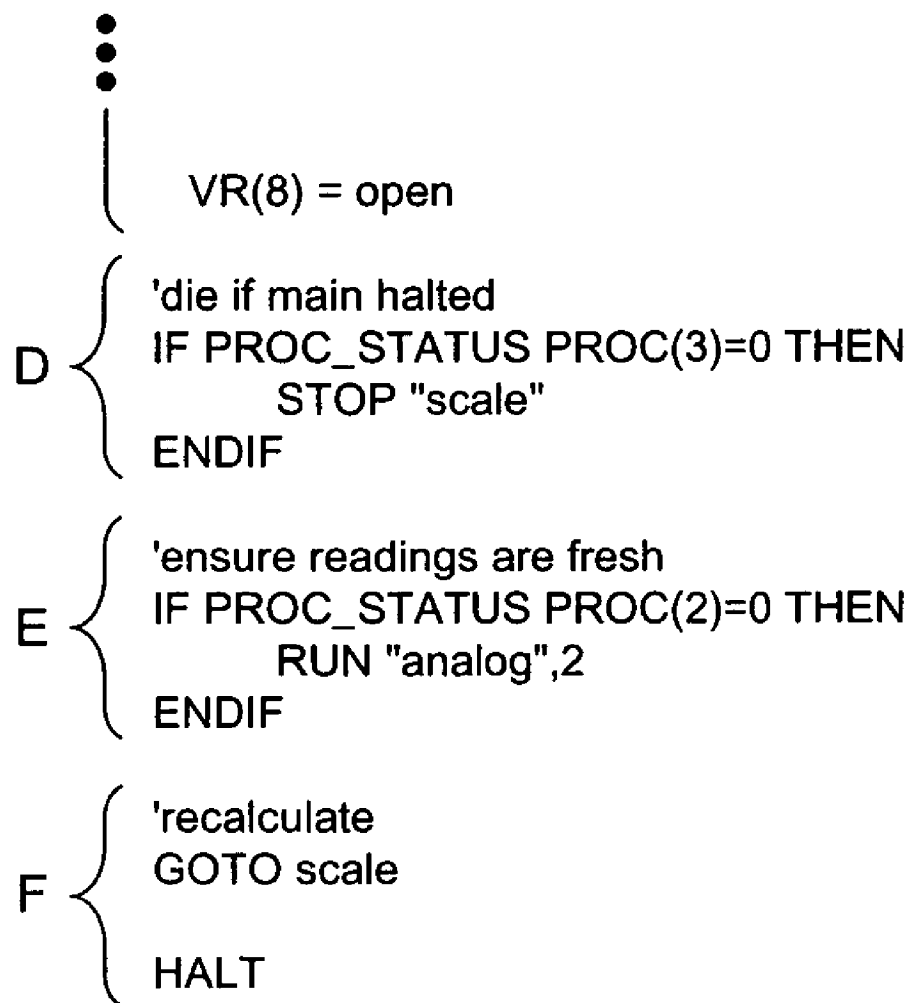 VR(8) = open
D
'die if main halted
IF PROC_STATUS PROC(3)=0 THEN
STOP "scale"
ENDIF
E
'ensure readings are fresh
IF PROC_STATUS PROC(2)=0 THEN
RUN "analog",2
ENDIF
F
'recalculate
GOTO scale
HALT